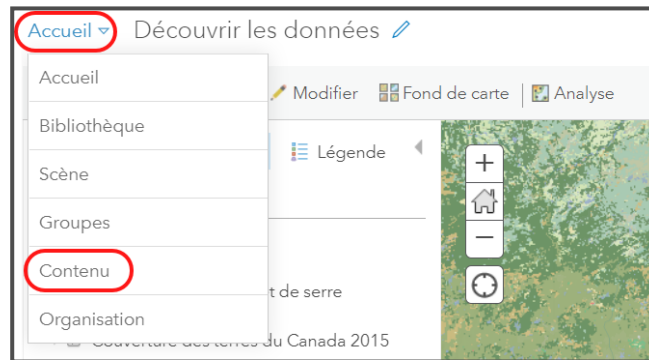 Accueil Découvrir les données
Accueil
Modifier Fond de carte Analyse
Bibliothèque
Légende
Scène
Groupes
Contenu
t de serre
Organisation
Couverture des terres du Canada 2015